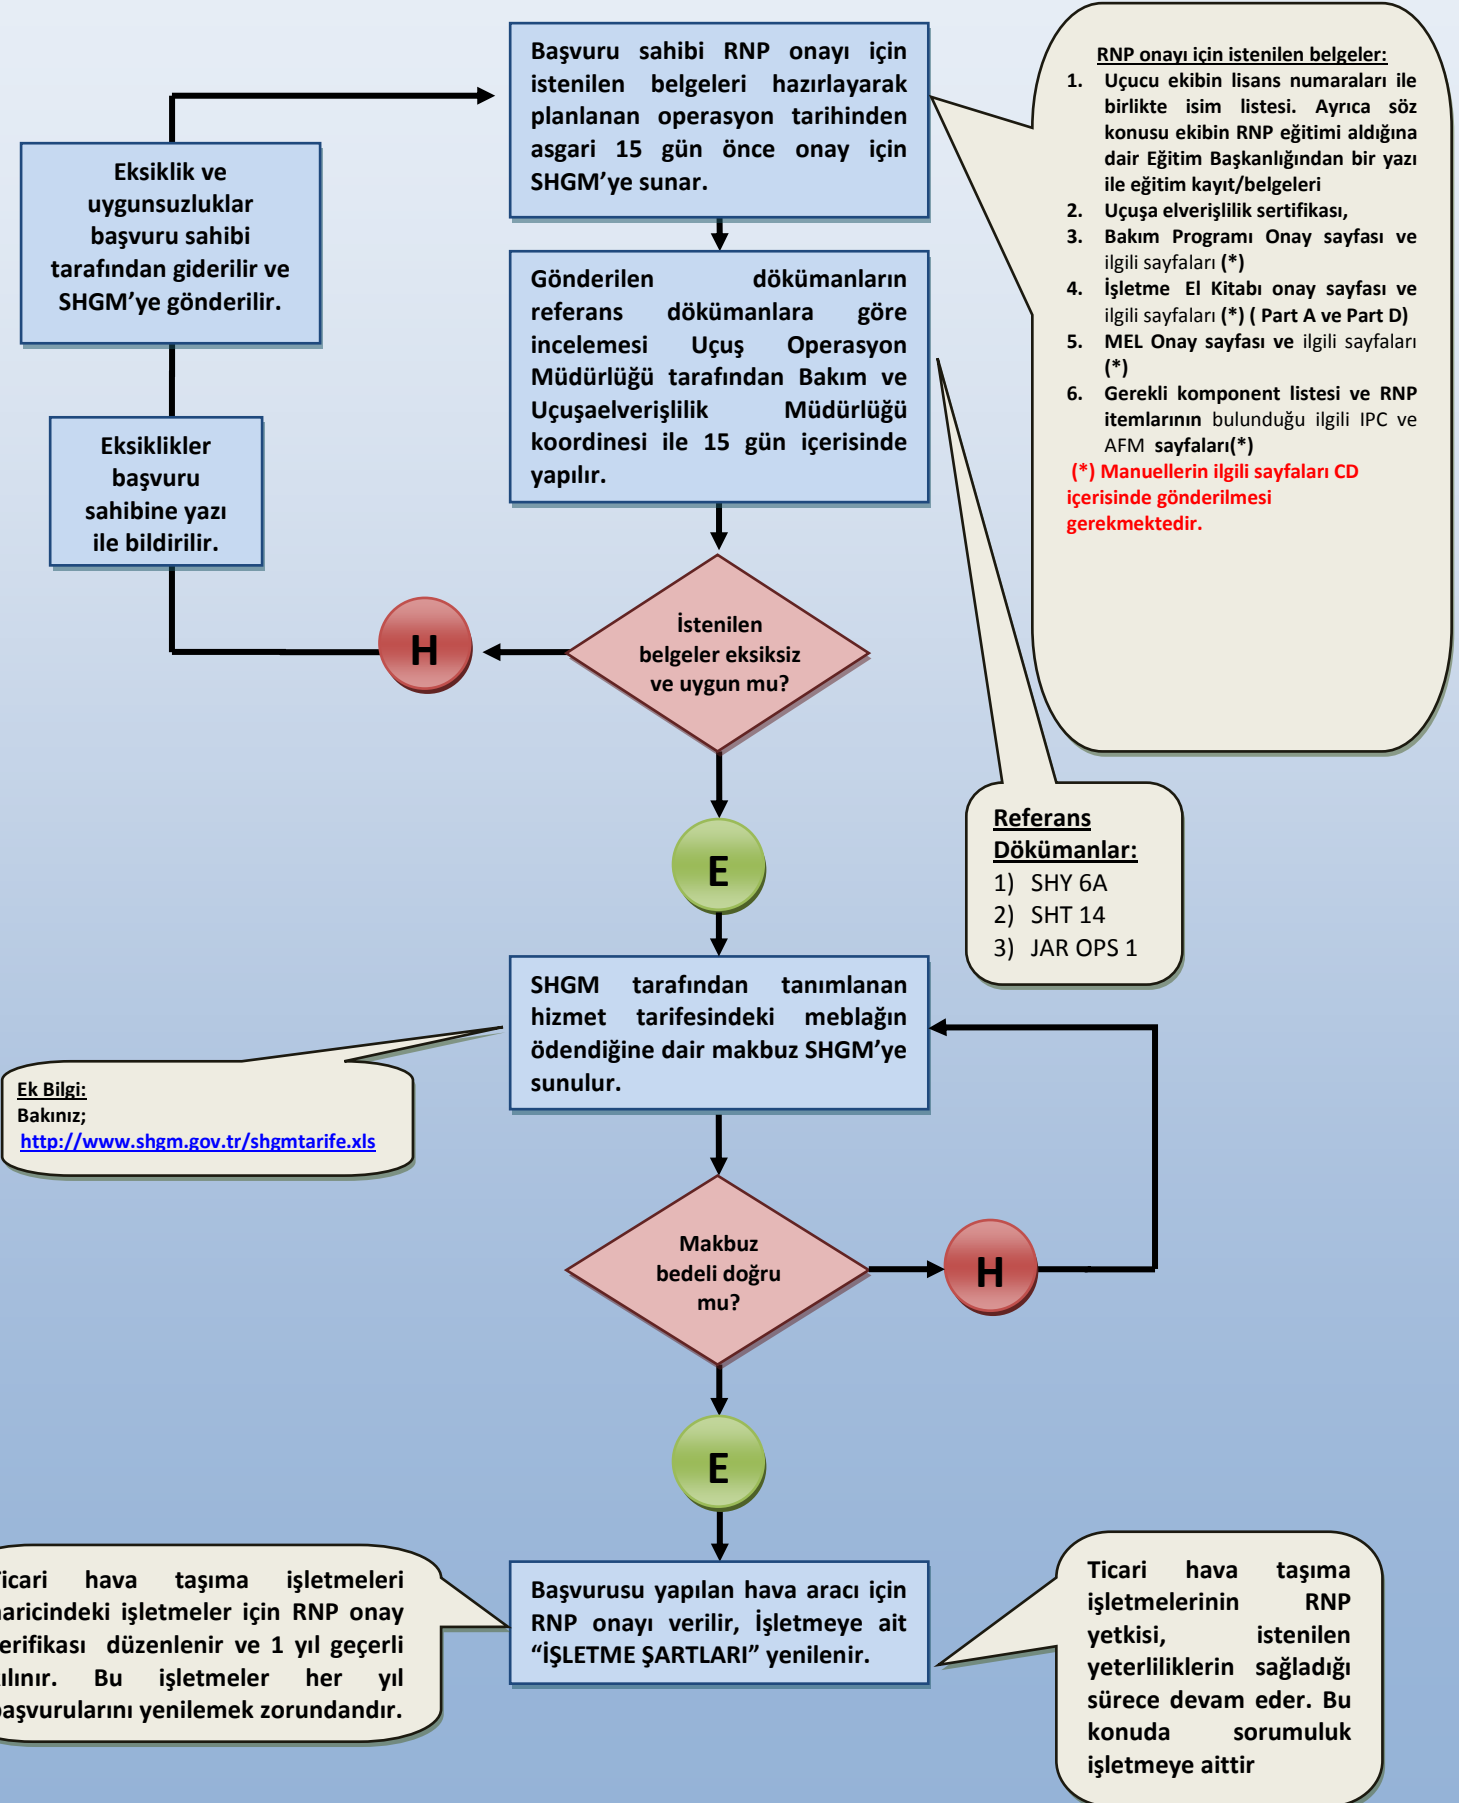 Başvuru sahibi RNP onayı için
istenilen belgeleri hazırlayarak
planlanan operasyon tarihinden
asgari 15 gün önce onay için
SHGM’ye sunar.
RNP onayı için istenilen belgeler:
1. Uçucu ekibin lisans numaraları ile
birlikte isim listesi. Ayrıca söz
konusu ekibin RNP eğitimi aldığına
dair Eğitim Başkanlığından bir yazı
ile eğitim kayıt/belgeleri
2. Uçuşa elverişlilik sertifikası,
3. Bakım Programı Onay sayfası ve
ilgili sayfaları (*)
4. İşletme El Kitabı onay sayfası ve
ilgili sayfaları (*) ( Part A ve Part D)
5. MEL Onay sayfası ve ilgili sayfaları
(*)
6. Gerekli komponent listesi ve RNP
itemlarının bulunduğu ilgili IPC ve
AFM sayfaları(*)
(*) Manuellerin ilgili sayfaları CD
içerisinde gönderilmesi
gerekmektedir.
Eksiklik ve
uygunsuzluklar
başvuru sahibi
tarafından giderilir ve
SHGM’ye gönderilir.
Gönderilen dökümanların
referans dökümanlara göre
incelemesi Uçuş Operasyon
Müdürlüğü tarafından Bakım ve
Uçuşaelverişlilik Müdürlüğü
koordinesi ile 15 gün içerisinde
yapılır.
Eksiklikler
başvuru
sahibine yazı
ile bildirilir.
İstenilen
belgeler eksiksiz
ve uygun mu?
H
E
Referans
Dökümanlar:
1) SHY 6A
2) SHT 14
3) JAR OPS 1
SHGM tarafından tanımlanan
hizmet tarifesindeki meblağın
ödendiğine dair makbuz SHGM’ye
sunulur.
Ek Bilgi:
Bakınız;
http://www.shgm.gov.tr/shgmtarife.xls
Makbuz
bedeli doğru
mu?
H
E
icari hava taşıma işletmeleri
aricindeki işletmeler için RNP onay
erifikası düzenlenir ve 1 yıl geçerli
ılınır. Bu işletmeler her yıl
aşvurularını yenilemek zorundandır.
Başvurusu yapılan hava aracı için
RNP onayı verilir, İşletmeye ait
“İŞLETME ŞARTLARI” yenilenir.
Ticari hava taşıma
işletmelerinin RNP
yetkisi, istenilen
yeterliliklerin sağladığı
sürece devam eder. Bu
konuda sorumuluk
işletmeye aittir